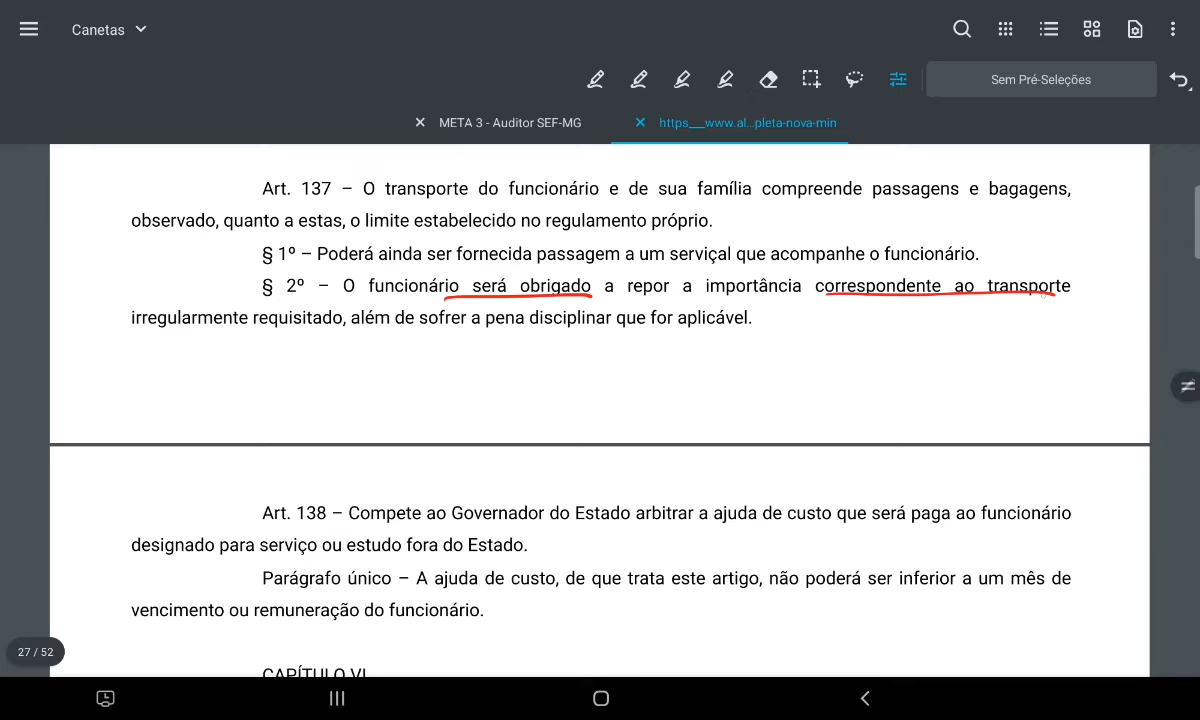 Canetas
Sem Pré-Seleções
META 3 - Auditor SEF-MG
https___www.al...pleta-nova-min
Art. 137 – O transporte do funcionário e de sua família compreende passagens e bagagens,
observado, quanto a estas, o limite estabelecido no regulamento próprio.
§ 1º – Poderá ainda ser fornecida passagem a um serviçal que acompanhe o funcionário.
§ 2º – O funcionário será obrigado a repor a importância correspondente ao transporte
irregularmente requisitado, além de sofrer a pena disciplinar que for aplicável.
Art. 138 – Compete ao Governador do Estado arbitrar a ajuda de custo que será paga ao funcionário
designado para serviço ou estudo fora do Estado.
Parágrafo único – A ajuda de custo, de que trata este artigo, não poderá ser inferior a um mês de
vencimento ou remuneração do funcionário.
27 / 52
CAPÍTULO VI